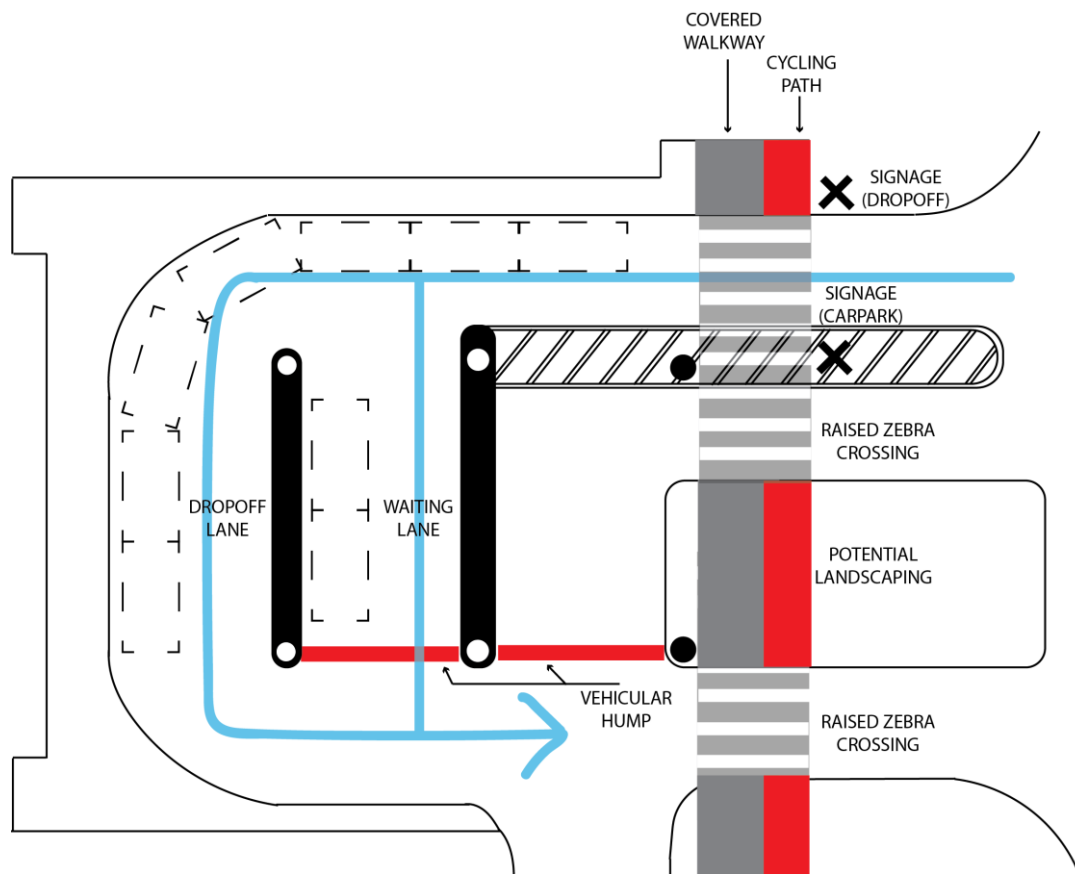 COVERED
WALKWAY
CYCLING
PATH
SIGNAGE
(DROPOFF)
SIGNAGE
(CARPARK)
RAISED ZEBRA
CROSSING
DROPOFF
LANE
WAITING
LANE
POTENTIAL
LANDSCAPING
VEHICULAR
HUMP
RAISED ZEBRA
CROSSING